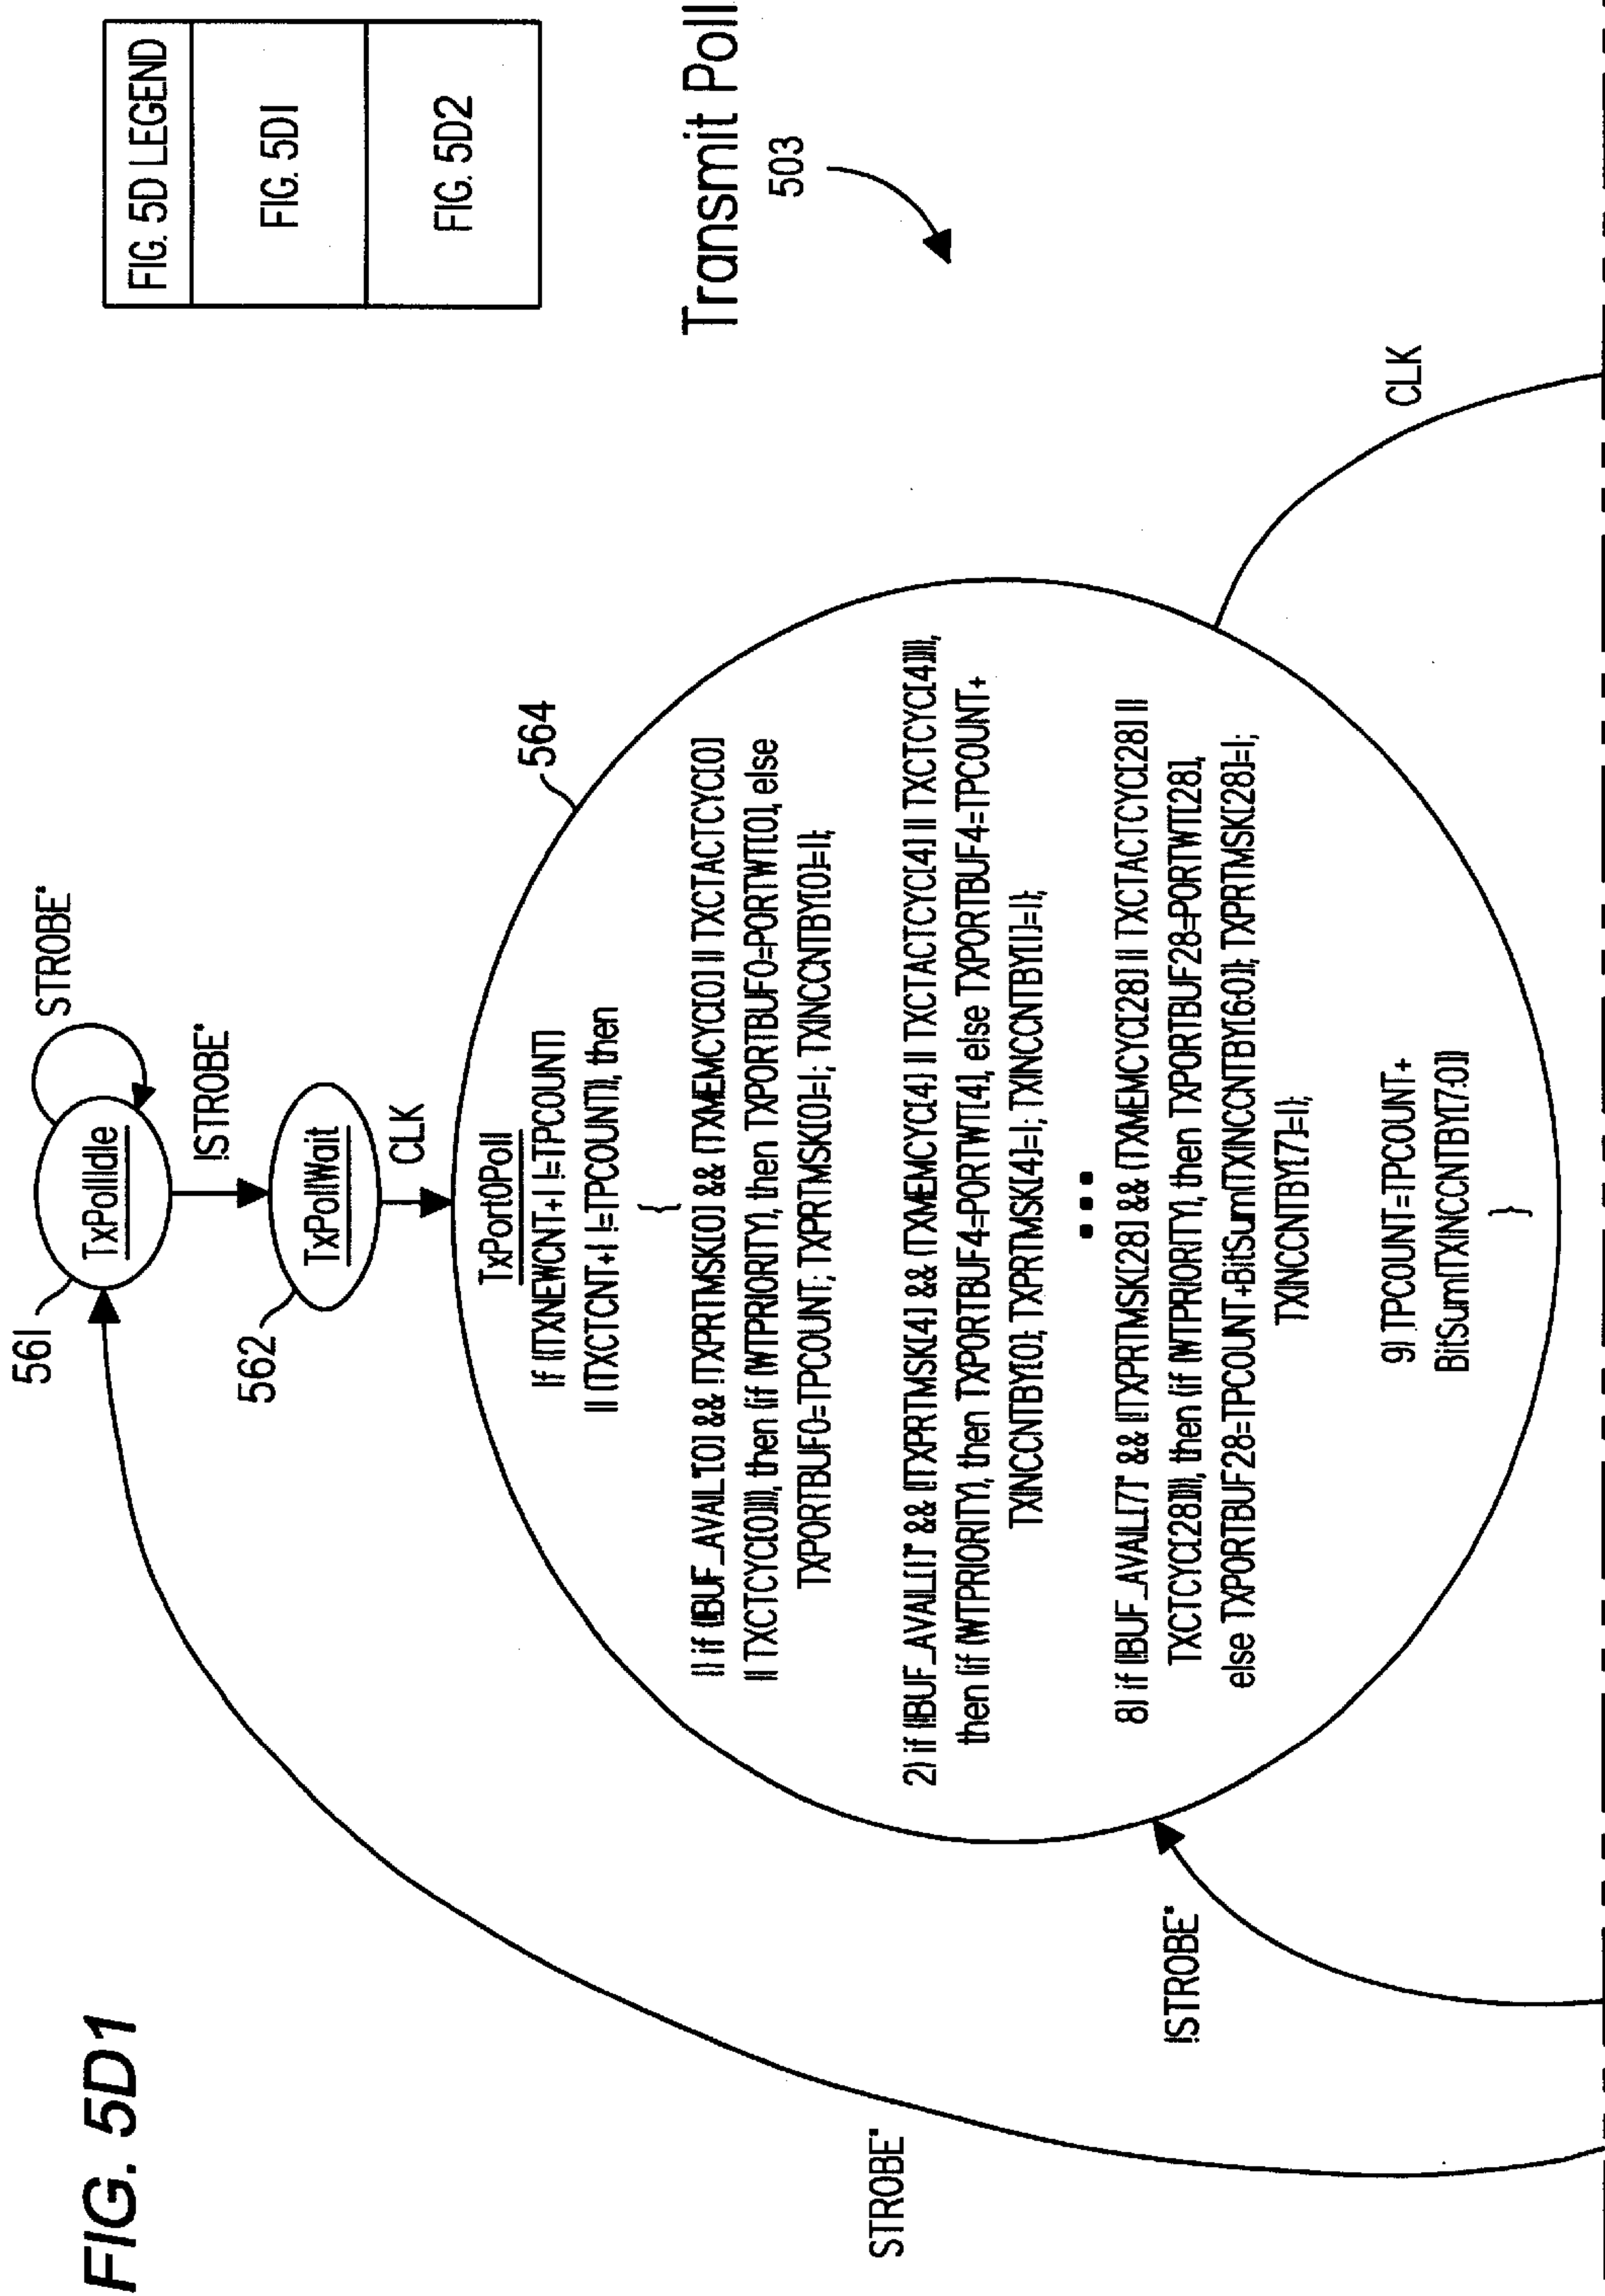 FIG. 5D1
FIG. 5D LEGEND
FIG. 5D1
FIG. 5D2
Transmit Poll
503
561
TxPollIdle
STROBE*
!STROBE*
562
TxPollWait
CLK
564
TxPort0Poll
If ((TXNEWCNT+1 !=TPCOUNT)
|| (TXCTCNT+1 !=TPCOUNT)), then
{
1) if (!BUF_AVAIL*[0] && !TXPRTMSK[0] && (TXMEMCYC[0] || TXCTACTCYC[0]
|| TXCTCYC[0])), then (if (WTPRIORITY), then TXPORTBUF0=PORTWT[0], else
TXPORTBUF0=TPCOUNT; TXPRTMSK[0]=1; TXINCCNTBY[0]=1);
2) if (!BUF_AVAIL[1]* && (!TXPRTMSK[4] && (TXMEMCYC[4] || TXCTACTCYC[4] || TXCTCYC[4]))),
then (if (WTPRIORITY), then TXPORTBUF4=PORTWT[4], else TXPORTBUF4=TPCOUNT+
TXINCCNTBY[0]; TXPRTMSK[4]=1; TXINCCNTBY[1]=1);
8) if (!BUF_AVAIL[7]* && (!TXPRTMSK[28] && (TXMEMCYC[28] || TXCTACTCYC[28] ||
TXCTCYC[28]))), then (if (WTPRIORITY), then TXPORTBUF28=PORTWT[28],
else TXPORTBUF28=TPCOUNT+BitSum(TXINCCNTBY[6:0]); TXPRTMSK[28]=1;
TXINCCNTBY[7]=1);
9) TPCOUNT=TPCOUNT+
BitSum(TXINCCNTBY[7:0])
}
CLK
!STROBE*
STROBE*